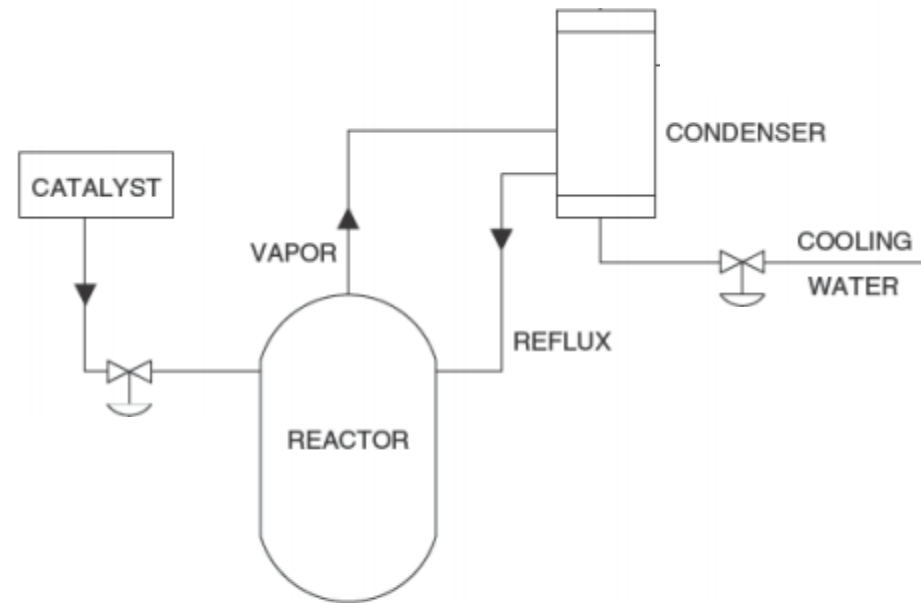 CONDENSER
CATALYST
VAPOR
COOLING
WATER
REFLUX
REACTOR